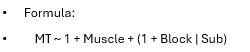 • Formula:
• MT ~ 1 + Muscle + (1 + Block | Sub)